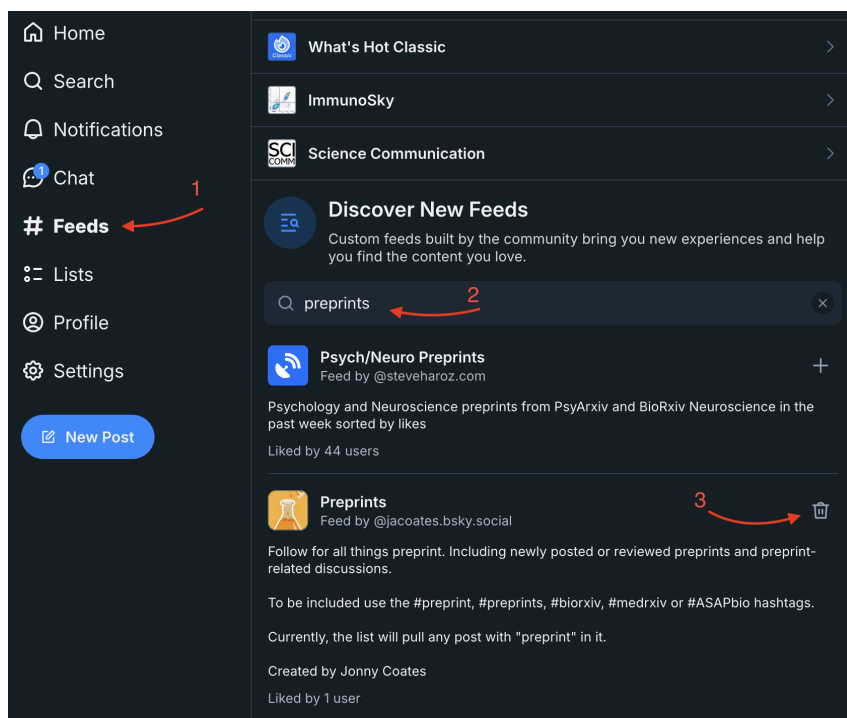 Home
Search
Notifications
1
Chat
1
Feeds
Lists
Profile
Settings
New Post
Classic
What's Hot Classic
ImmunoSky
SCI
COMM
Science Communication
Discover New Feeds
Custom feeds built by the community bring you new experiences and help
you find the content you love.
preprints
2
Psych/Neuro Preprints
Feed by @steveharoz.com
Psychology and Neuroscience preprints from PsyArxiv and BioRxiv Neuroscience in the
past week sorted by likes
Liked by 44 users
Preprints
Feed by @jacoates.bsky.social
3
Follow for all things preprint. Including newly posted or reviewed preprints and preprint-
related discussions.
To be included use the #preprint, #preprints, #biorxiv, #medrxiv or #ASAPbio hashtags.
Currently, the list will pull any post with "preprint" in it.
Created by Jonny Coates
Liked by 1 user